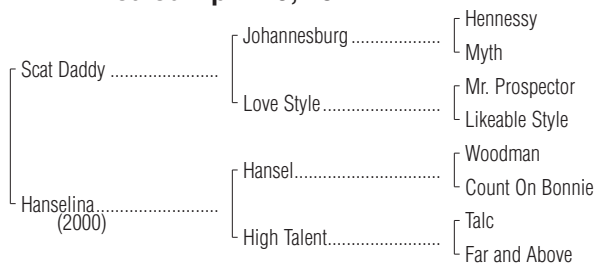 Hennessy
Johannesburg ....................
Myth
Scat Daddy ........................
Mr. Prospector
Love Style..........................
Likeable Style
Woodman
Hansel.................................
Count On Bonnie
Hanselina...........................
(2000)
Talc
High Talent.........................
Far and Above